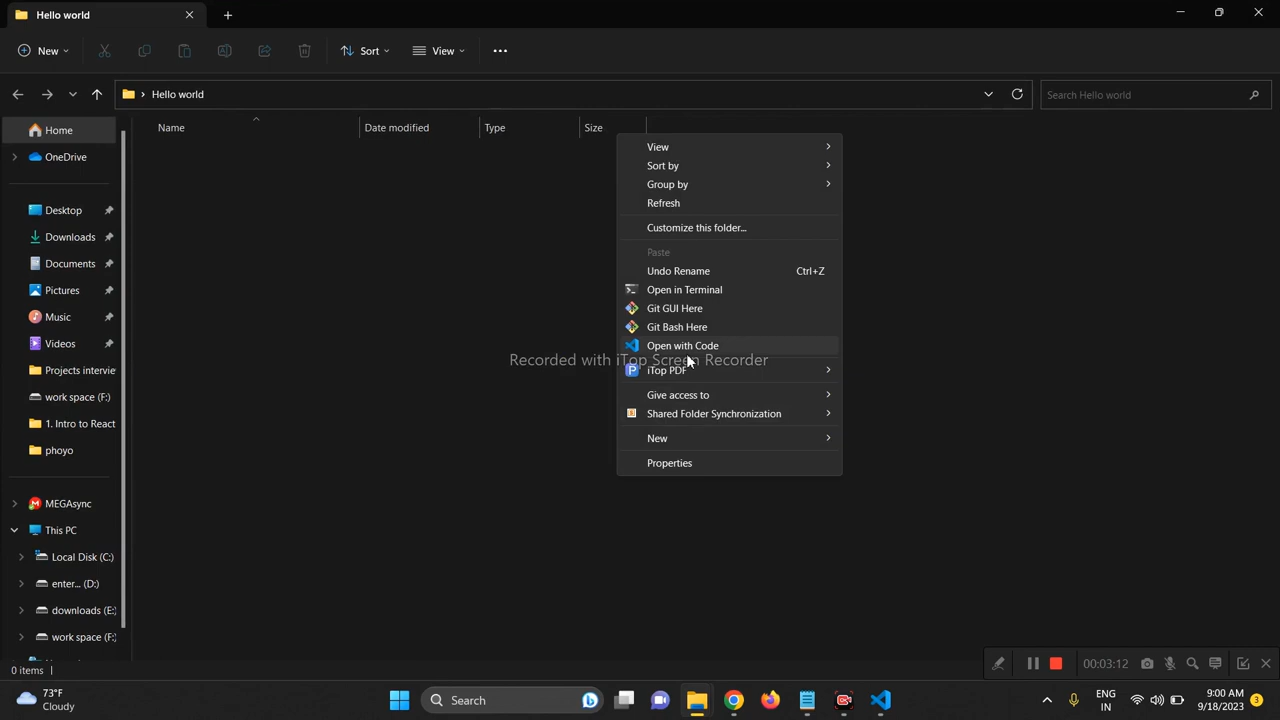 Hello world
New
Sort
View
Hello world
Search Hello world
Home
OneDrive
Desktop
Downloads
Documents
Pictures
Music
Videos
Projects intervie
work space (F:)
1. Intro to React
phoyo
MEGAsync
This PC
Local Disk (C:)
enter... (D:)
downloads (E:)
work space (F:)
Name Date modified Type Size
View
Sort by
Group by
Refresh
Customize this folder...
Paste
Undo Rename Ctrl+Z
Open in Terminal
Git GUI Here
Git Bash Here
Open with Code
Recorded with iTop Screen Recorder
iTop PDF
Give access to
Shared Folder Synchronization
New
Properties
0 items
00:03:12
73°F
Cloudy
Search
ENG
IN
9:00 AM
9/18/2023
3